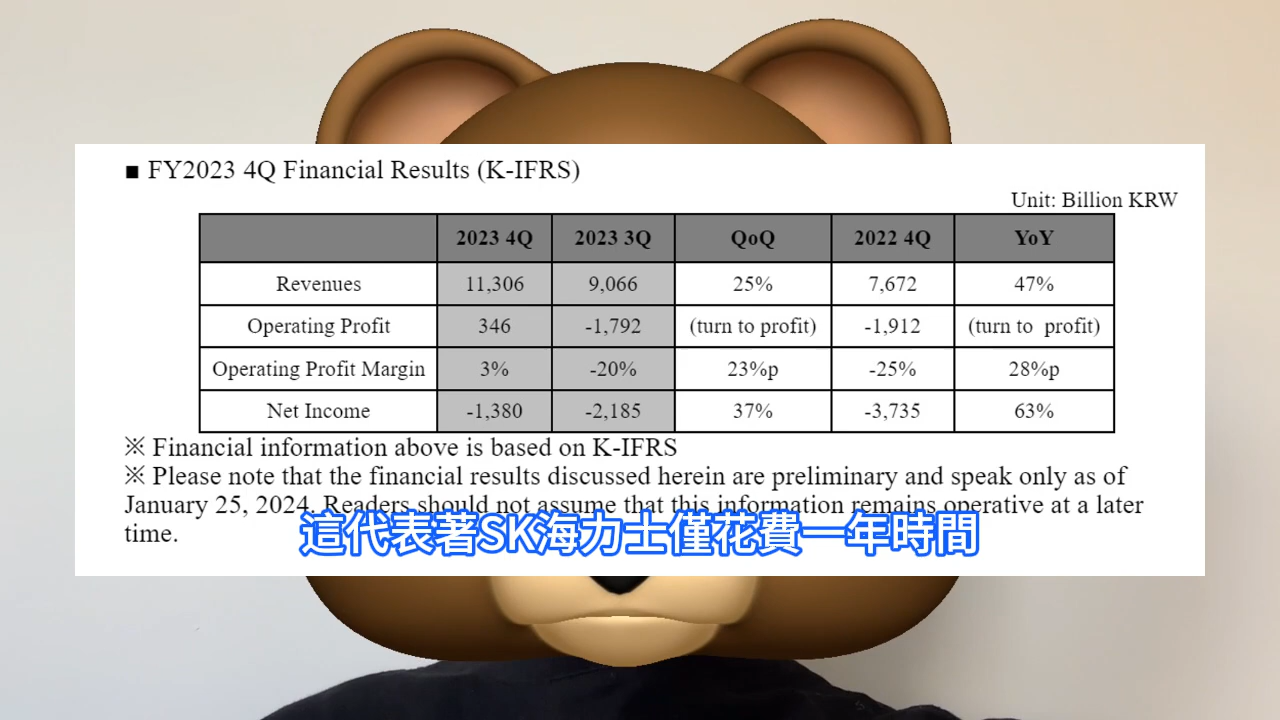 ■ FY2023 4Q Financial Results (K-IFRS)
Unit: Billion KRW
2023 4Q 2023 3Q QoQ 2022 4Q YoY
Revenues 11,306 9,066 25% 7,672 47%
Operating Profit 346 -1,792 (turn to profit) -1,912 (turn to profit)
Operating Profit Margin 3% -20% 23%p -25% 28%p
Net Income -1,380 -2,185 37% -3,735 63%
※ Financial information above is based on K-IFRS
※ Please note that the financial results discussed herein are preliminary and speak only as of
January 25, 2024. Readers should not assume that this information remains operative at a later
time.
這代表著SK海力士僅花費一年時間